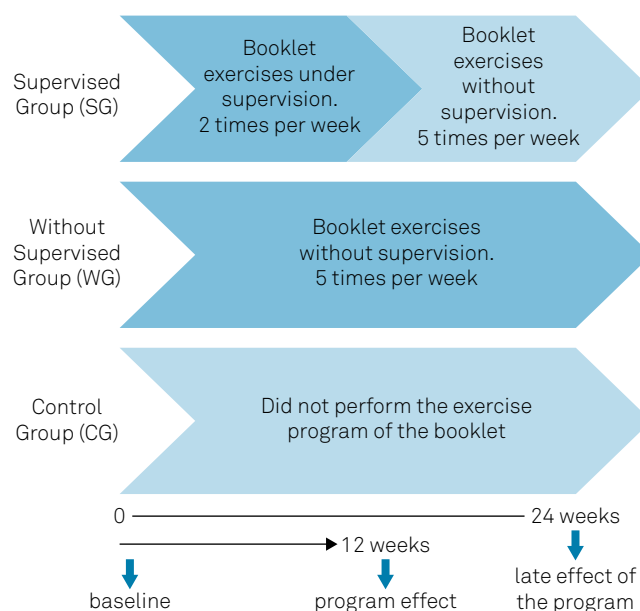 Supervised
Group (SG)
Booklet
exercises under
supervision.
2 times per week
Booklet
exercises
without
supervision.
5 times per week
Without
Supervised
Group (WG)
Booklet exercises
without supervision.
5 times per week
Control
Group (CG)
Did not perform the exercise
program of the booklet
0
24 weeks
12 weeks
baseline
program effect
late effect of
the program